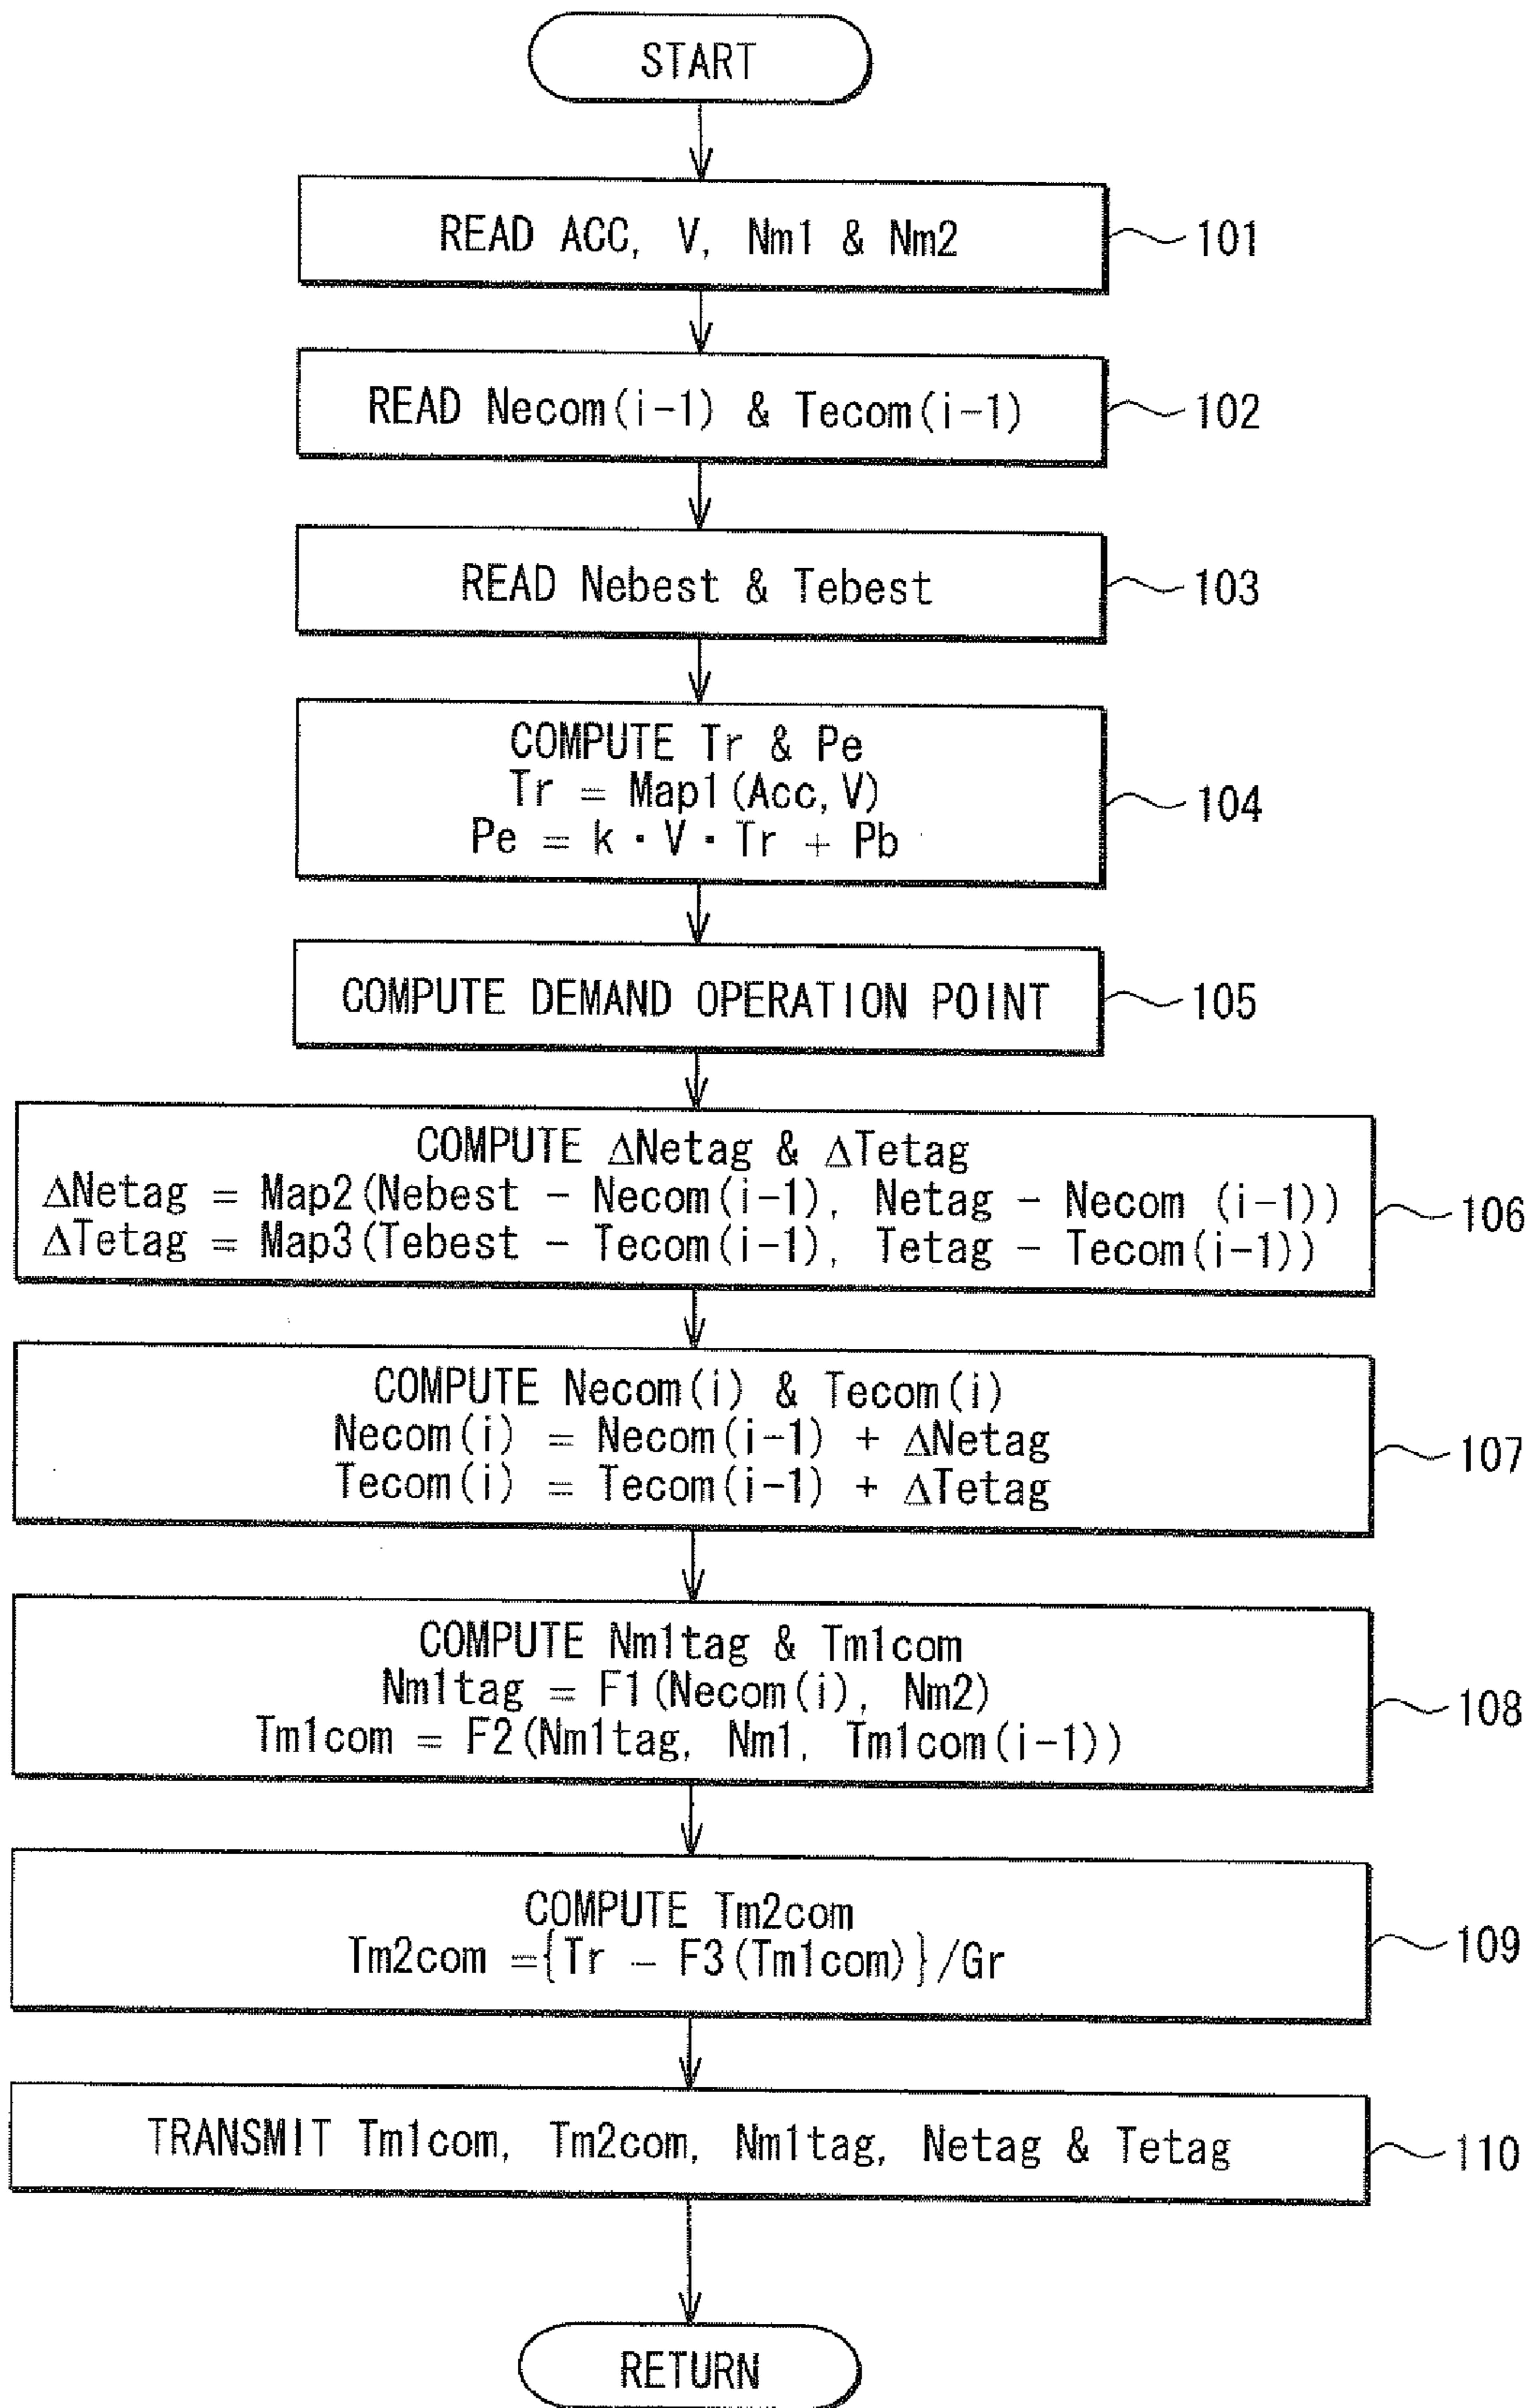 START
READ ACC, V, Nm1 & Nm2
101
READ Necom(i-1) & Tecom(i-1)
102
READ Nebest & Tebest
103
COMPUTE Tr & Pe
Tr = Map1(Acc, V)
Pe = k · V · Tr + Pb
104
COMPUTE DEMAND OPERATION POINT
105
COMPUTE ΔNetag & ΔTetag
ΔNetag = Map2(Nebest - Necom(i-1), Netag - Necom (i-1))
ΔTetag = Map3(Tebest - Tecom(i-1), Tetag - Tecom(i-1))
106
COMPUTE Necom(i) & Tecom(i)
Necom(i) = Necom(i-1) + ΔNetag
Tecom(i) = Tecom(i-1) + ΔTetag
107
COMPUTE Nm1tag & Tm1com
Nm1tag = F1(Necom(i), Nm2)
Tm1com = F2(Nm1tag, Nm1, Tm1com(i-1))
108
COMPUTE Tm2com
Tm2com ={Tr - F3(Tm1com)}/Gr
109
TRANSMIT Tm1com, Tm2com, Nm1tag, Netag & Tetag
110
RETURN